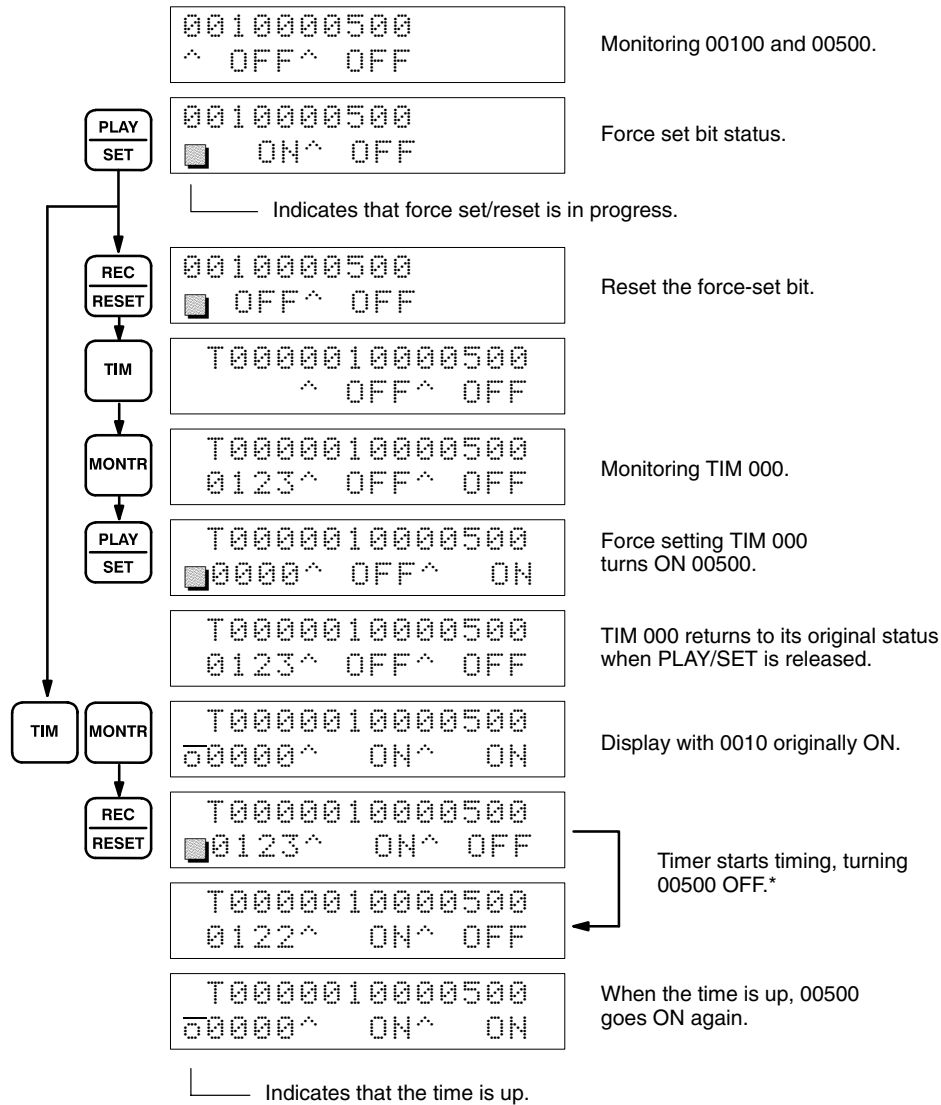 0010000500
^ OFF^ OFF
Monitoring 00100 and 00500.
PLAY
SET
0010000500
ON^ OFF
Force set bit status.
Indicates that force set/reset is in progress.
REC
RESET
0010000500
OFF^ OFF
Reset the force-set bit.
TIM
T0000010000500
^ OFF^ OFF
MONTR
T0000010000500
0123^ OFF^ OFF
Monitoring TIM 000.
PLAY
SET
T0000010000500
0000^ OFF^ ON
Force setting TIM 000
turns ON 00500.
T0000010000500
0123^ OFF^ OFF
TIM 000 returns to its original status
when PLAY/SET is released.
TIM
MONTR
T0000010000500
o̅0000^ ON^ ON
Display with 0010 originally ON.
REC
RESET
T0000010000500
0123^ ON^ OFF
T0000010000500
0122^ ON^ OFF
Timer starts timing, turning
00500 OFF.*
T0000010000500
o̅0000^ ON^ ON
When the time is up, 00500
goes ON again.
Indicates that the time is up.